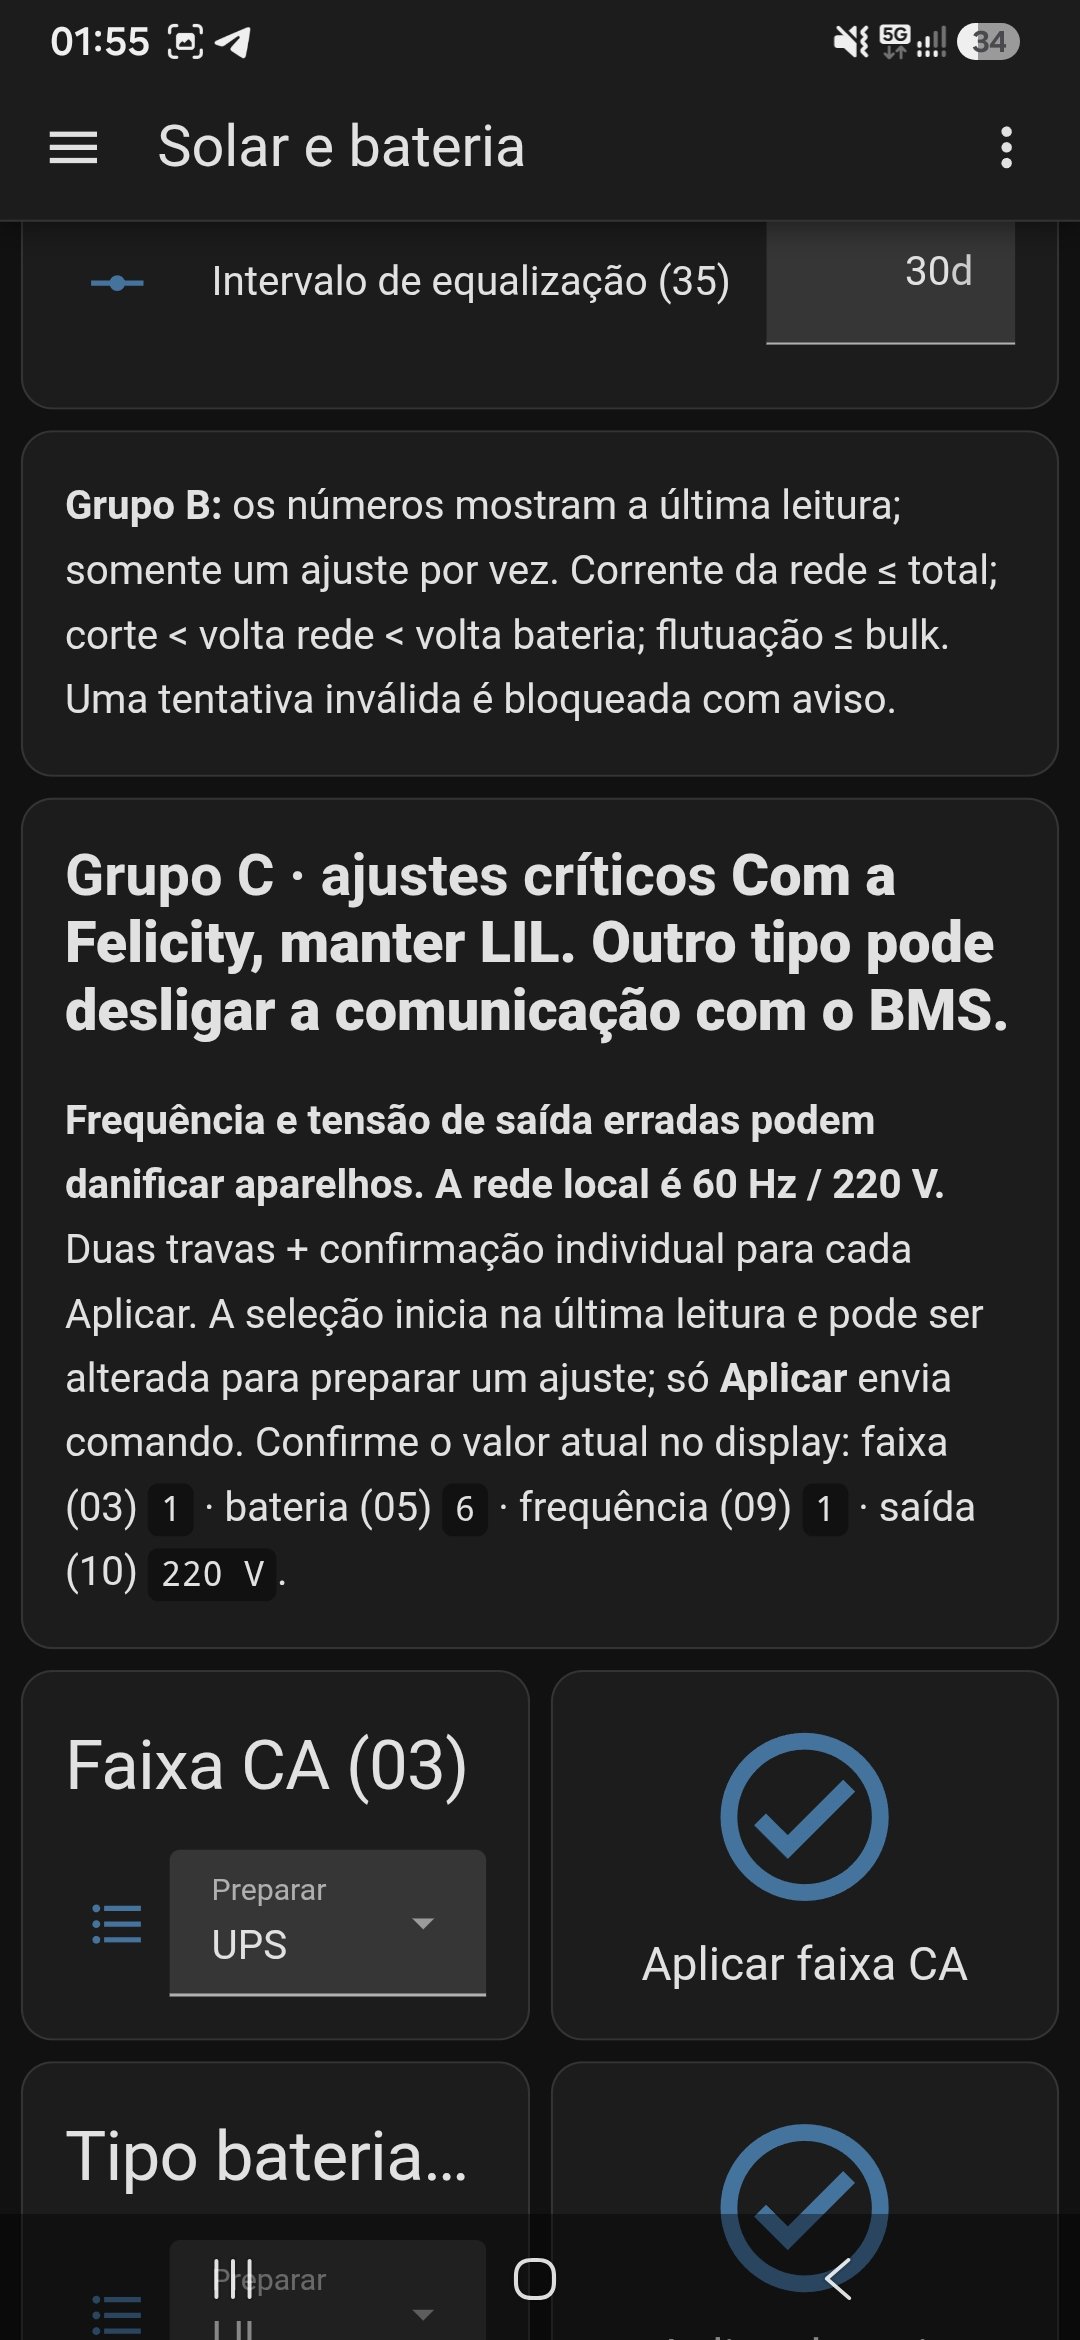 01:55
5G
34
Solar e bateria
Intervalo de equalização (35)
30d
Grupo B: os números mostram a última leitura;
somente um ajuste por vez. Corrente da rede ≤ total;
corte < volta rede < volta bateria; flutuação ≤ bulk.
Uma tentativa inválida é bloqueada com aviso.
Grupo C · ajustes críticos Com a
Felicity, manter LIL. Outro tipo pode
desligar a comunicação com o BMS.
Frequência e tensão de saída erradas podem
danificar aparelhos. A rede local é 60 Hz / 220 V.
Duas travas + confirmação individual para cada
Aplicar. A seleção inicia na última leitura e pode ser
alterada para preparar um ajuste; só Aplicar envia
comando. Confirme o valor atual no display: faixa
(03) 1 · bateria (05) 6 · frequência (09) 1 · saída
(10) 220 V.
Faixa CA (03)
Preparar
UPS
Aplicar faixa CA
Tipo bateria...
Preparar